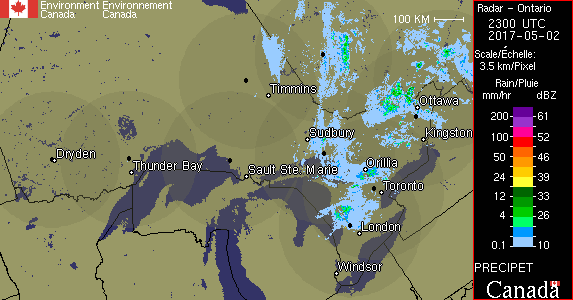 Environment Environnement
Canada Canada
100 KM
Timmins
Ottawa
Sudbury
Kingston
Dryden
Thunder Bay
Sault Ste. Marie
Orillia
Toronto
London
Windsor
Radar - Ontario
2300 UTC
2017-05-02
Scale/Échelle:
3.5 km/Pixel
Rain/Pluie
mm/hr dBZ
200 61
100 52
50 46
24 39
12 33
4 26
0.1 10
PRECIPET
Canada